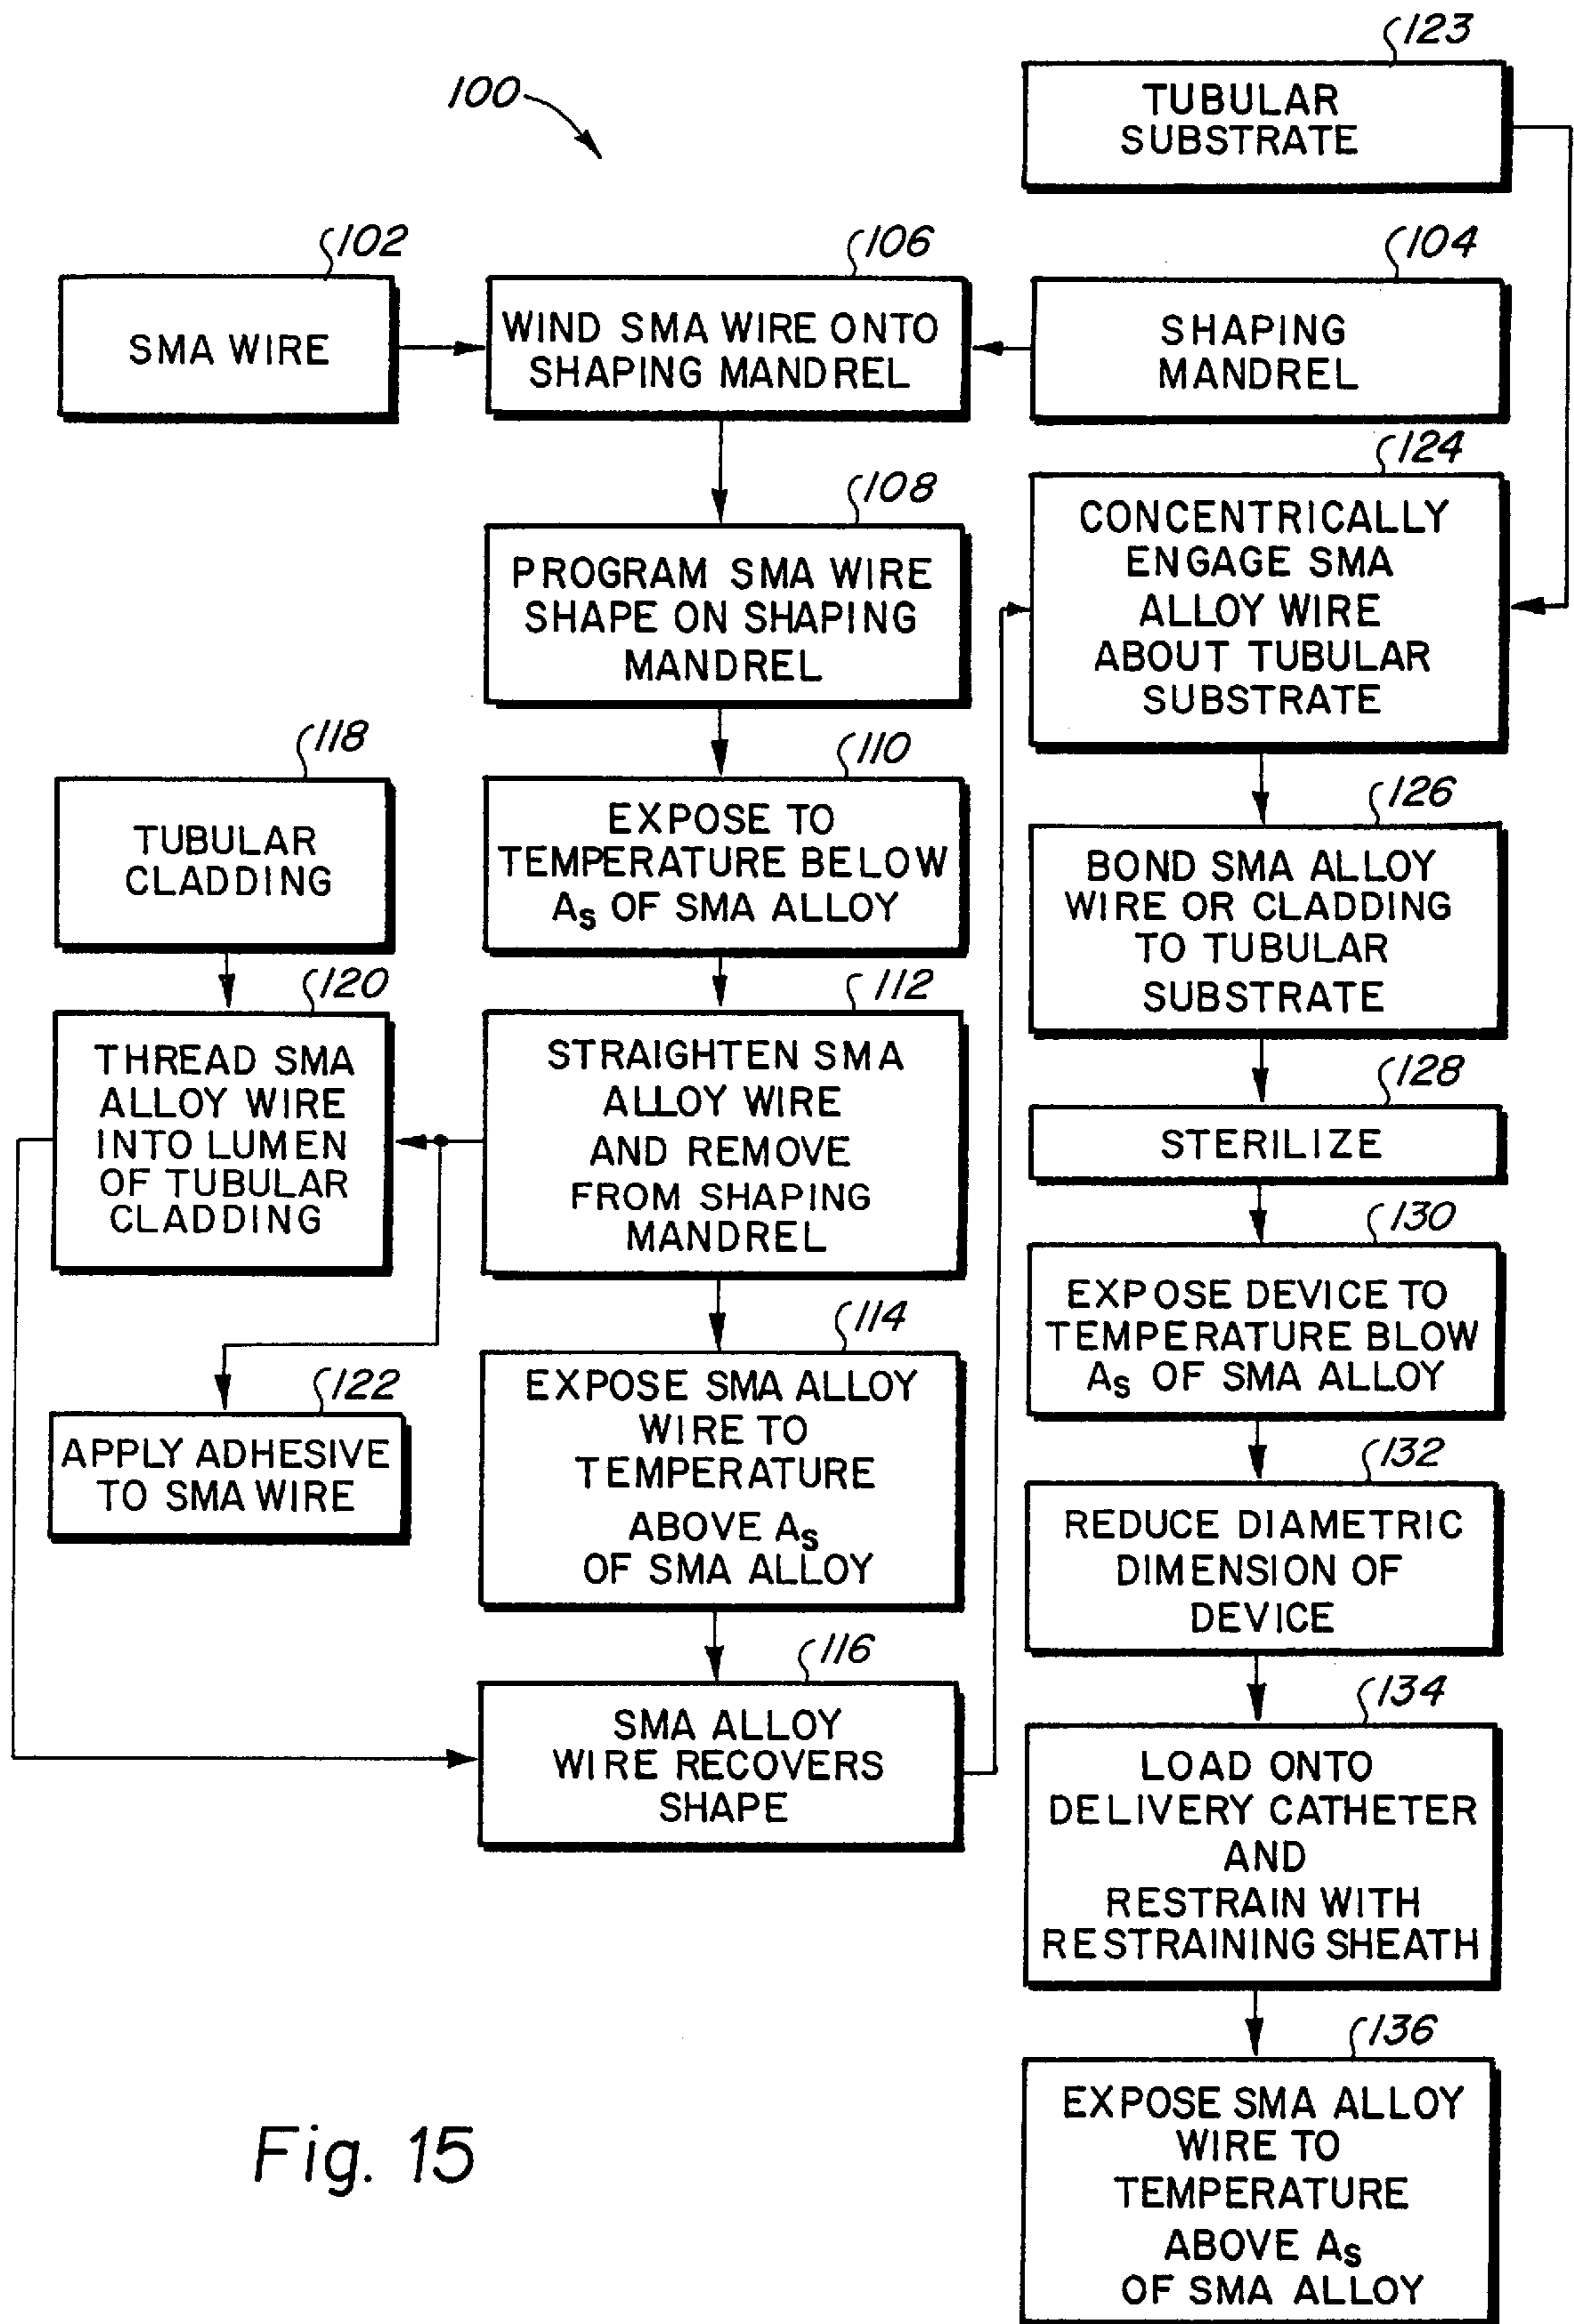 123
TUBULAR
SUBSTRATE
100
102
SMA WIRE
106
WIND SMA WIRE ONTO
SHAPING MANDREL
104
SHAPING
MANDREL
108
PROGRAM SMA WIRE
SHAPE ON SHAPING
MANDREL
110
EXPOSE TO
TEMPERATURE BELOW
As OF SMA ALLOY
118
TUBULAR
CLADDING
112
STRAIGHTEN SMA
ALLOY WIRE
AND REMOVE
FROM SHAPING
MANDREL
120
THREAD SMA
ALLOY WIRE
INTO LUMEN
OF TUBULAR
CLADDING
122
APPLY ADHESIVE
TO SMA WIRE
114
EXPOSE SMA ALLOY
WIRE TO
TEMPERATURE
ABOVE As
OF SMA ALLOY
116
SMA ALLOY
WIRE RECOVERS
SHAPE
124
CONCENTRICALLY
ENGAGE SMA
ALLOY WIRE
ABOUT TUBULAR
SUBSTRATE
126
BOND SMA ALLOY
WIRE OR CLADDING
TO TUBULAR
SUBSTRATE
128
STERILIZE
130
EXPOSE DEVICE TO
TEMPERATURE BLOW
As OF SMA ALLOY
132
REDUCE DIAMETRIC
DIMENSION OF
DEVICE
134
LOAD ONTO
DELIVERY CATHETER
AND
RESTRAIN WITH
RESTRAINING SHEATH
136
EXPOSE SMA ALLOY
WIRE TO
TEMPERATURE
ABOVE As
OF SMA ALLOY
Fig. 15